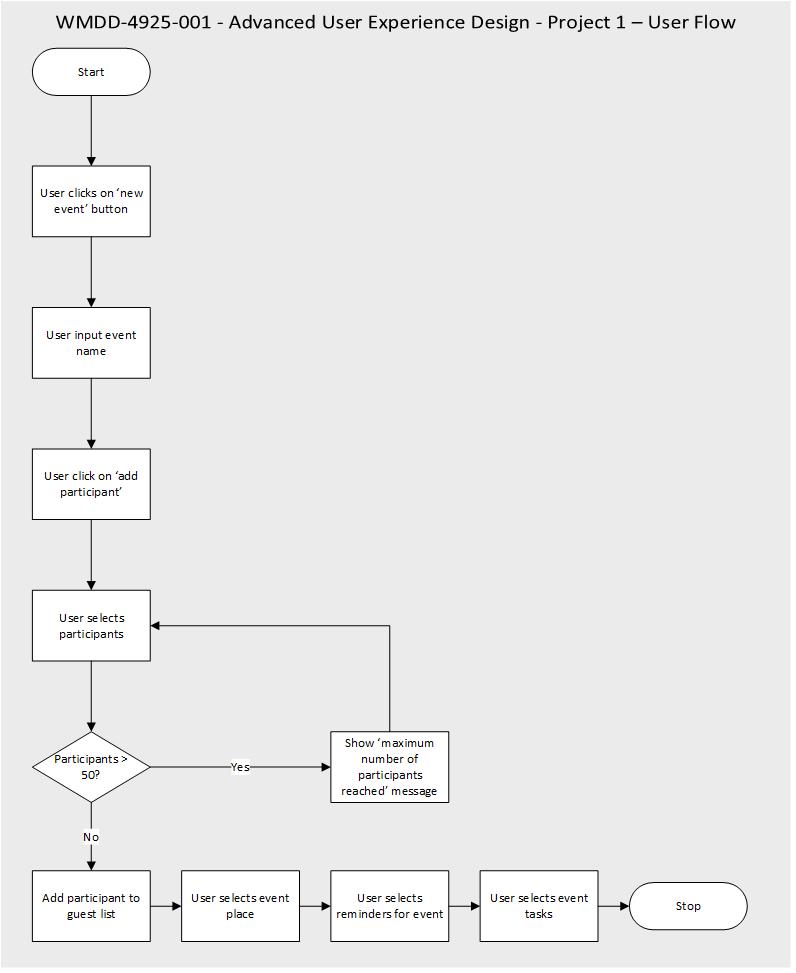 WMDD-4925-001 - Advanced User Experience Design - Project 1 – User Flow
Start
User clicks on ‘new
event’ button
User input event
name
User click on ‘add
participant’
User selects
participants
Participants >
50?
Yes
Show ‘maximum
number of
participants
reached’ message
No
Add participant to
guest list
User selects event
place
User selects
reminders for event
User selects event
tasks
Stop